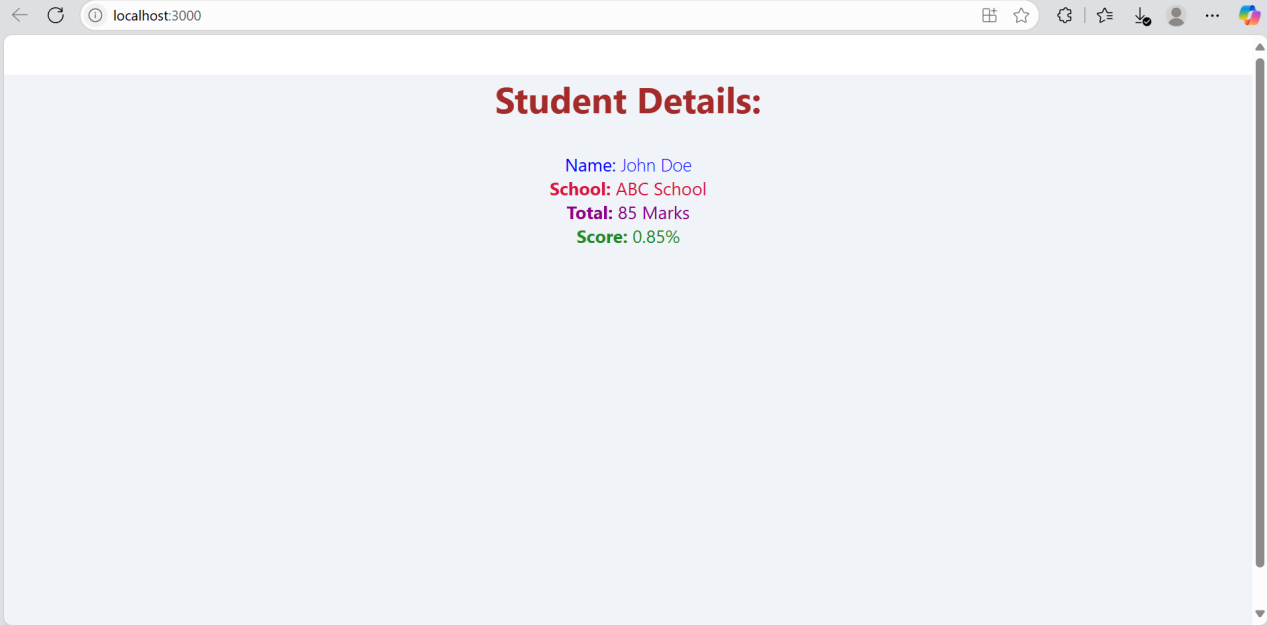 localhost:3000
Student Details:
Name: John Doe
School: ABC School
Total: 85 Marks
Score: 0.85%